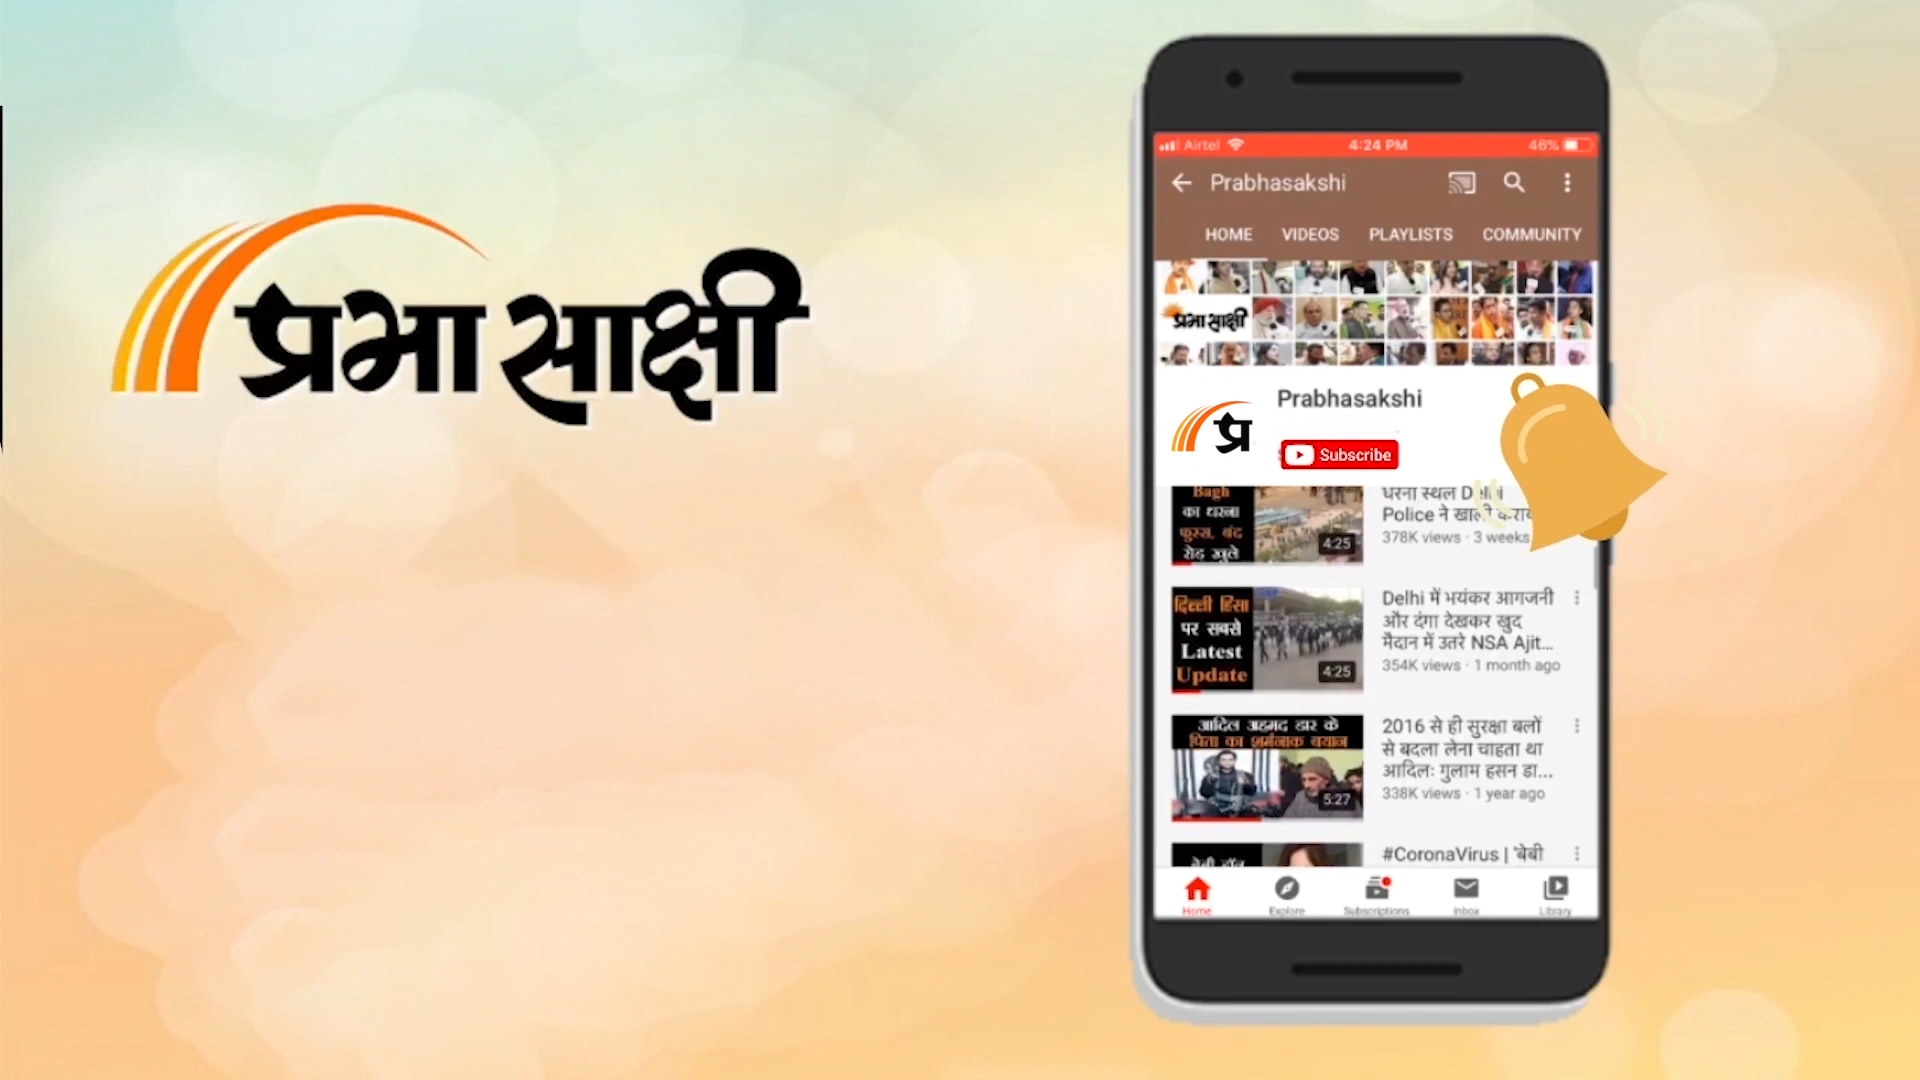 प्रभासाक्षी
Airtel 4:24 PM 46%
Prabhasakshi
HOME VIDEOS PLAYLISTS COMMUNITY
प्रभासाक्षी
Prabhasakshi
प्र
Subscribe
Bagh
का धरना
फुस्स, बंद
रोड खुले
4:25
धरना स्थल Delhi
Police ने खाली कराय
378K views · 3 weeks
दिल्ली हिंसा
पर सबसे
Latest
Update
4:25
Delhi में भयंकर आगजनी
और दंगा देखकर खुद
मैदान में उतरे NSA Ajit...
354K views · 1 month ago
आदिल अहमद डार के
पिता का शर्मनाक बयान
5:27
2016 से ही सुरक्षा बलों
से बदला लेना चाहता था
आदिलः गुलाम हसन डा...
338K views · 1 year ago
बेबी डॉल
#CoronaVirus | 'बेबी
Home Explore Subscriptions Inbox Library